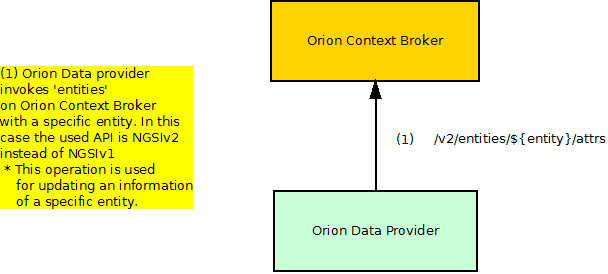 Orion Context Broker
(1) Orion Data provider
invokes 'entities'
on Orion Context Broker
with a specific entity. In this
case the used API is NGSIv2
instead of NGSIv1
* This operation is used
for updating an information
of a specific entity.
(1) /v2/entities/${entity}/attrs
Orion Data Provider